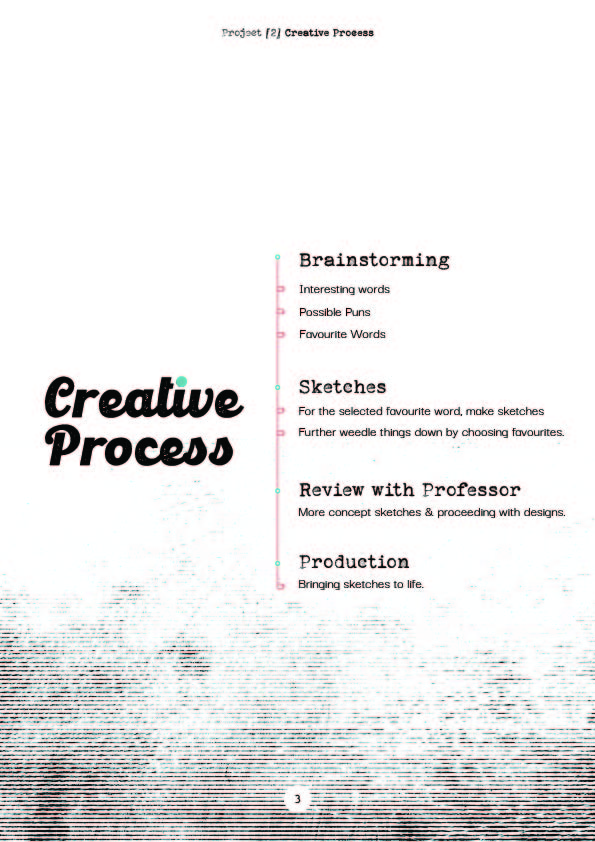 Project [2] Creative Process
Creative
Process
Brainstorming
Interesting words
Possible Puns
Favourite Words
Sketches
For the selected favourite word, make sketches
Further weedle things down by choosing favourites.
Review with Professor
More concept sketches & proceeding with designs.
Production
Bringing sketches to life.
3